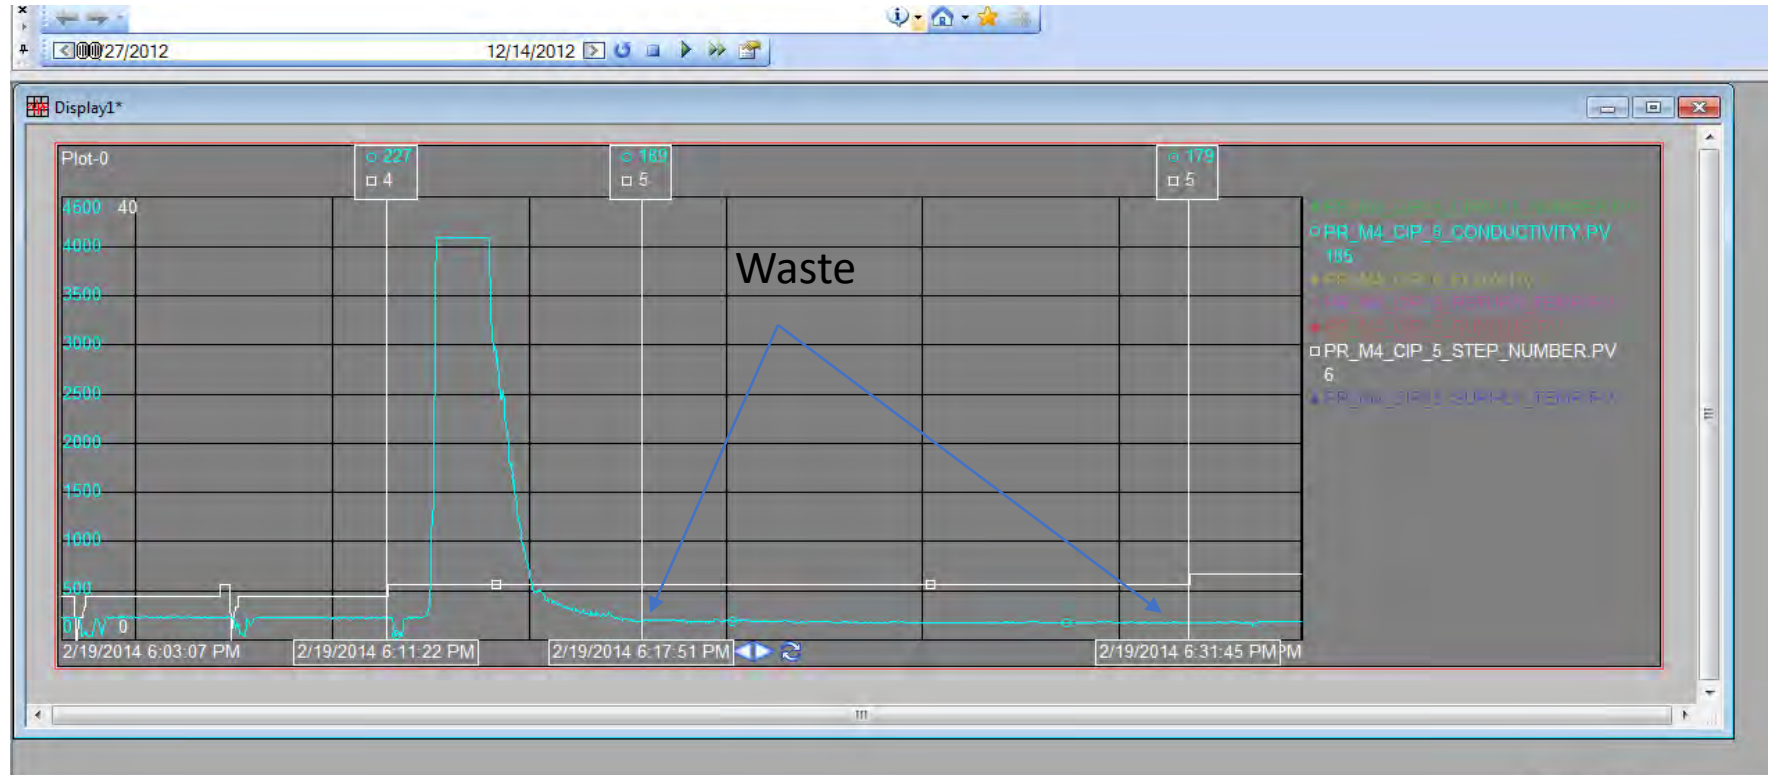 /27/2012
12/14/2012
Display1*
Plot-0
227
4
189
5
179
5
4500 40
4000
3500
3000
2500
2000
1500
1000
500
0 0
Waste
PR_M4_CIP_5_CONDUCTIVITY.PV
185
PR_M4_CIP_5_STEP_NUMBER.PV
6
2/19/2014 6:03:07 PM
2/19/2014 6:11:22 PM
2/19/2014 6:17:51 PM
2/19/2014 6:31:45 PM